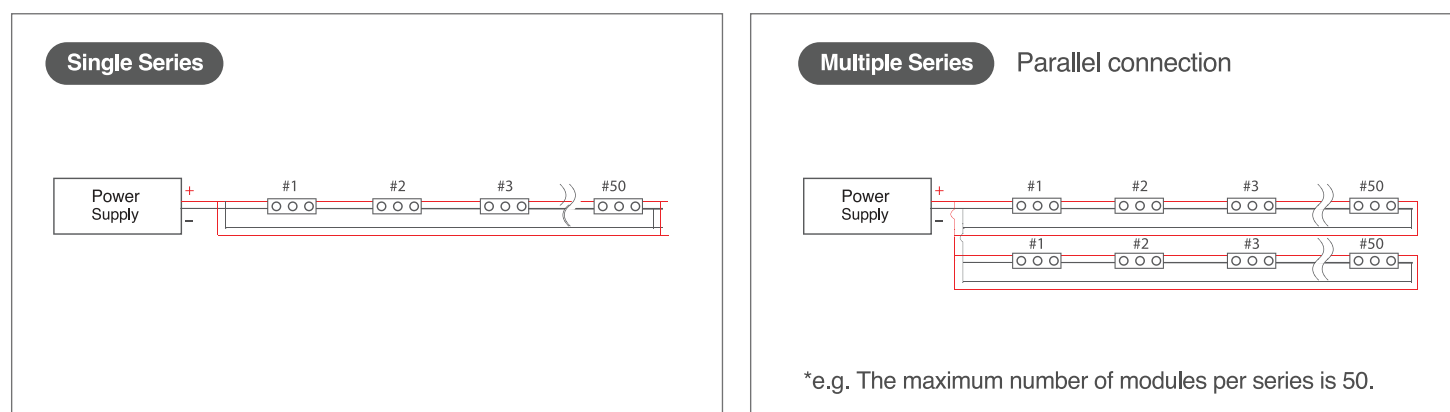 Single Series
Power
Supply
+
−
#1 #2 #3 #50
Multiple Series Parallel connection
Power
Supply
+
−
#1 #2 #3 #50
#1 #2 #3 #50
*e.g. The maximum number of modules per series is 50.